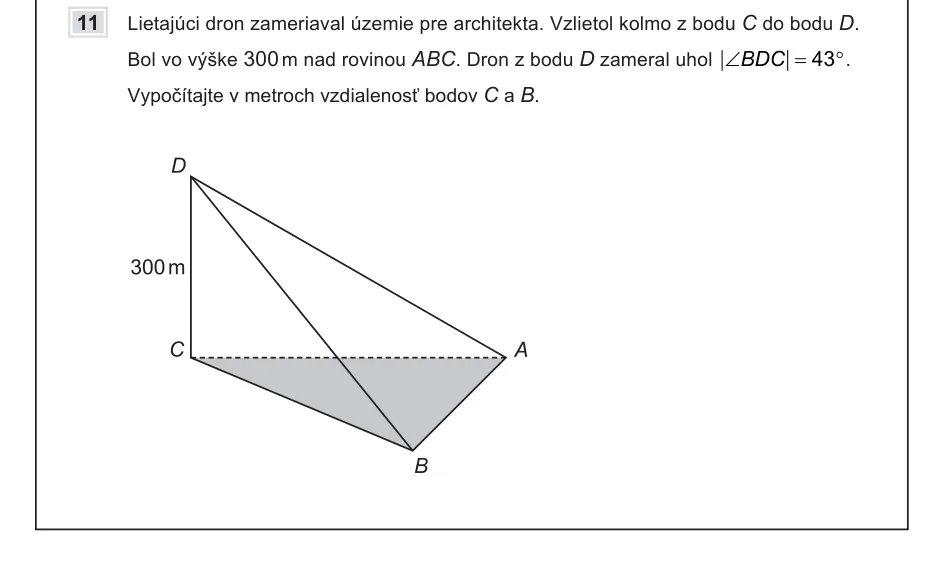 11 Lietajúci dron zameriaval územie pre architekta. Vzlietol kolmo z bodu C do bodu D.
Bol vo výške 300 m nad rovinou ABC. Dron z bodu D zameral uhol |∠BDC| = 43°.
Vypočítajte v metroch vzdialenosť bodov C a B.
D
300 m
C
A
B